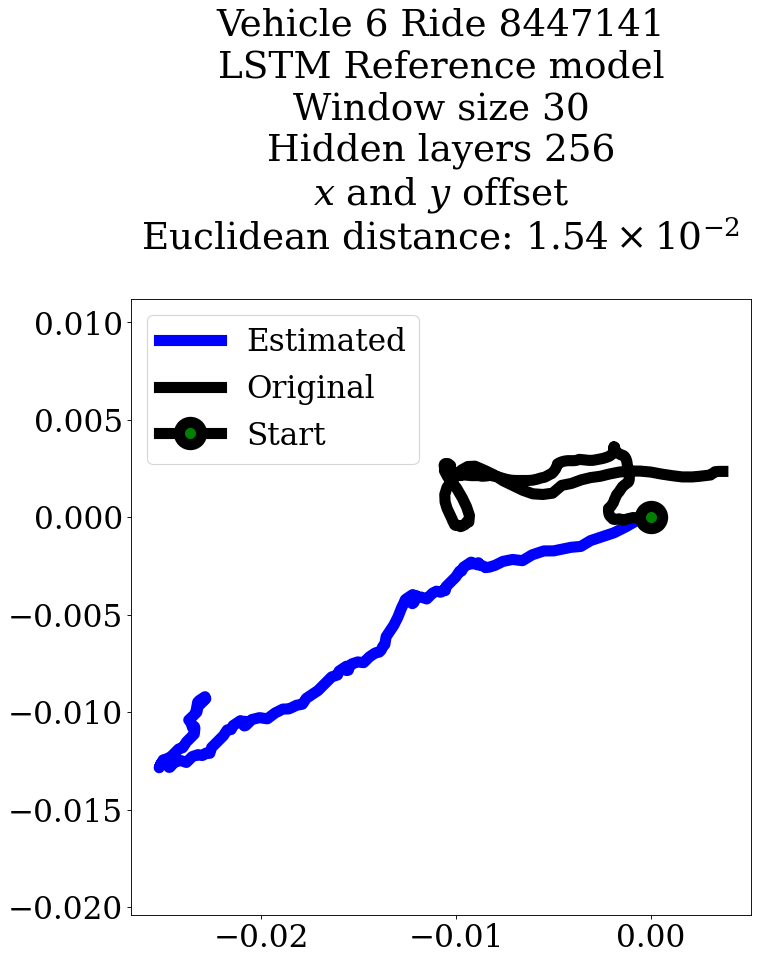 Vehicle 6 Ride 8447141
LSTM Reference model
Window size 30
Hidden layers 256
x and y offset
Euclidean distance: 1.54 × 10⁻²
Estimated
Original
Start
0.010
0.005
0.000
−0.005
−0.010
−0.015
−0.020
−0.02
−0.01
0.00